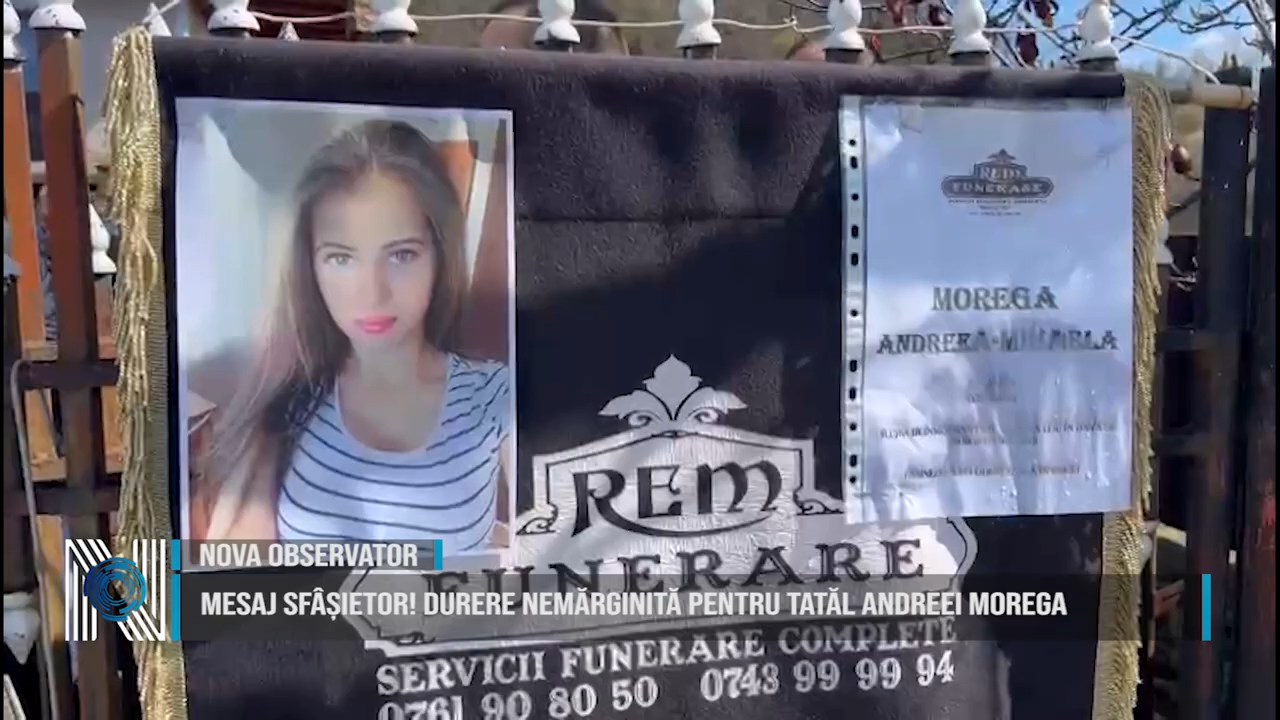 REM
FUNERARE
MOREGA
ANDREEA-MIHAELA
REM
FUNERARE
NOVA OBSERVATOR
MESAJ SFÂȘIETOR! DURERE NEMĂRGINITĂ PENTRU TATĂL ANDREEI MOREGA
SERVICII FUNERARE COMPLETE
0761 90 80 50 0743 99 99 94